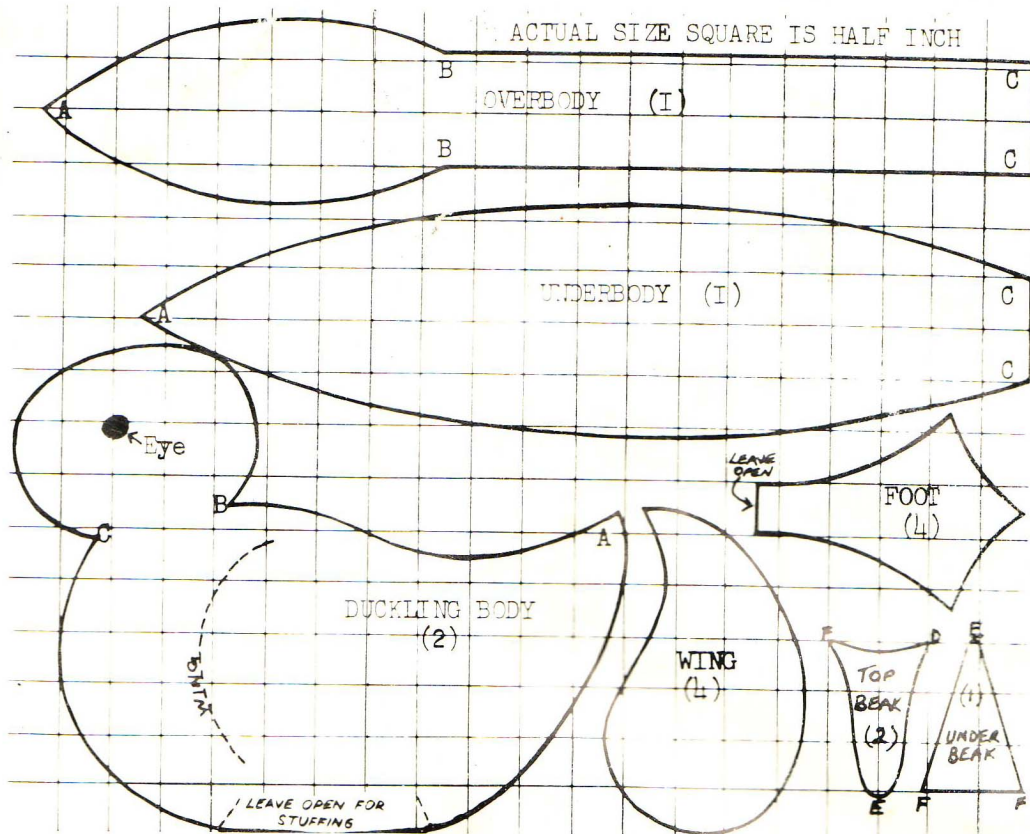 ACTUAL SIZE SQUARE IS HALF INCH
B
C
A
OVERBODY (I)
B
C
UNDERBODY (I)
C
A
C
Eye
LEAVE
OPEN
B
FOOT
(4)
C
A
DUCKLING BODY
(2)
WING
(4)
F
D
E
TOP
BEAK
(2)
(1)
UNDER
BEAK
E
F
F
LEAVE OPEN FOR
STUFFING